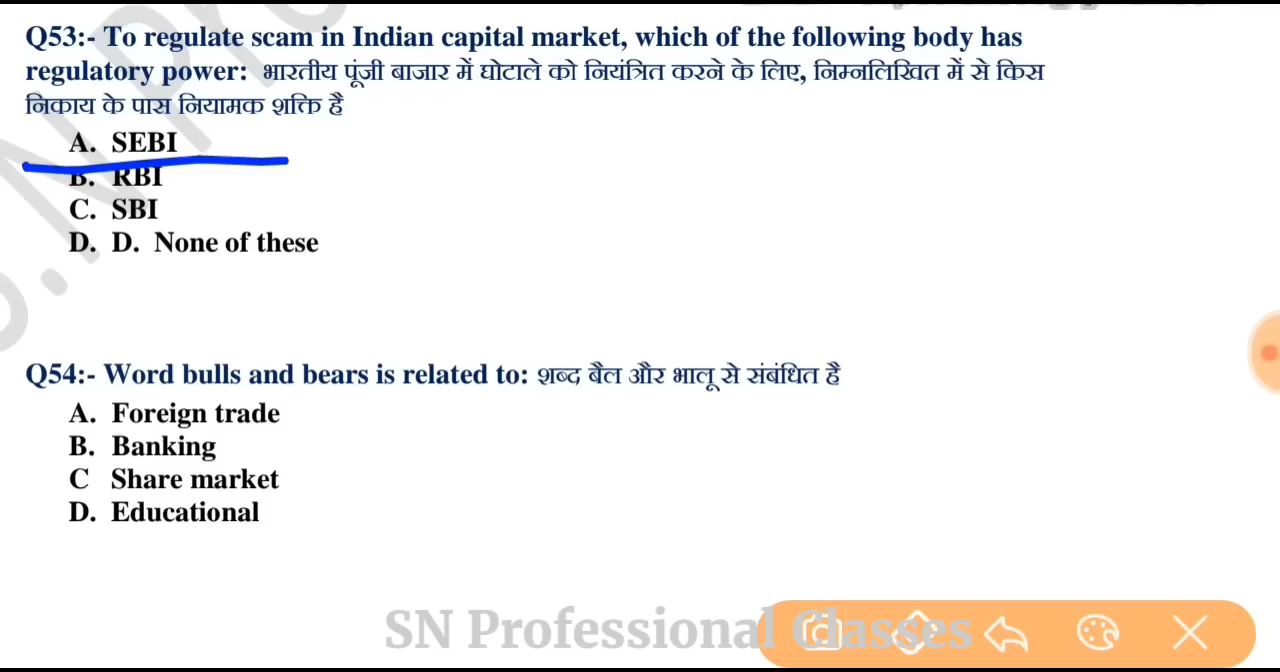 Q53:- To regulate scam in Indian capital market, which of the following body has
regulatory power: भारतीय पूंजी बाजार में घोटाले को नियंत्रित करने के लिए, निम्नलिखित में से किस
निकाय के पास नियामक शक्ति है
A. SEBI
B. RBI
C. SBI
D. D. None of these
Q54:- Word bulls and bears is related to: शब्द बैल और भालू से संबंधित है
A. Foreign trade
B. Banking
C Share market
D. Educational
SN Professional Classes